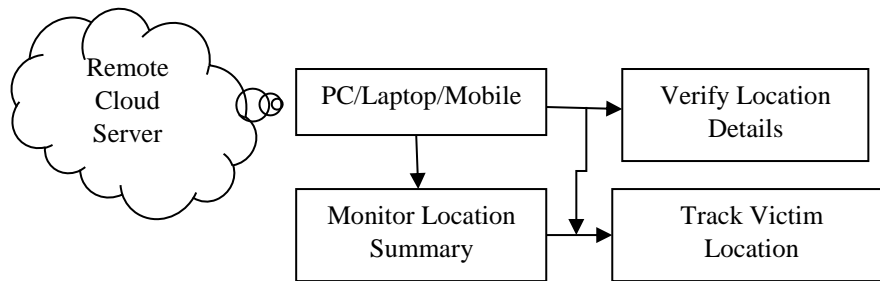 Remote
Cloud
Server
PC/Laptop/Mobile
Verify Location
Details
Monitor Location
Summary
Track Victim
Location